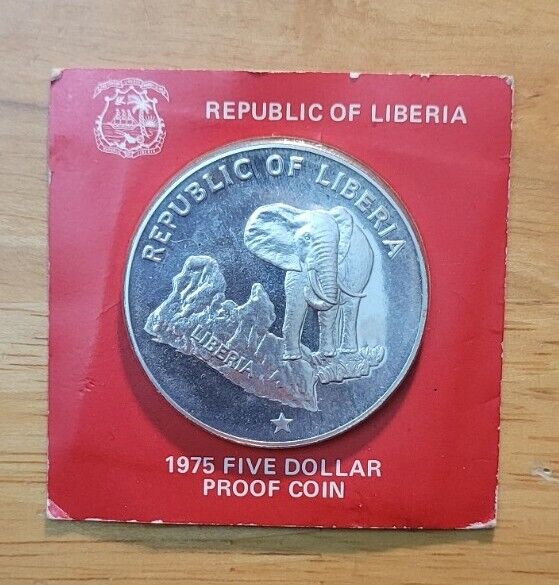 REPUBLIC OF LIBERIA
REPUBLIC OF LIBERIA
LIBERIA
1975 FIVE DOLLAR
PROOF COIN